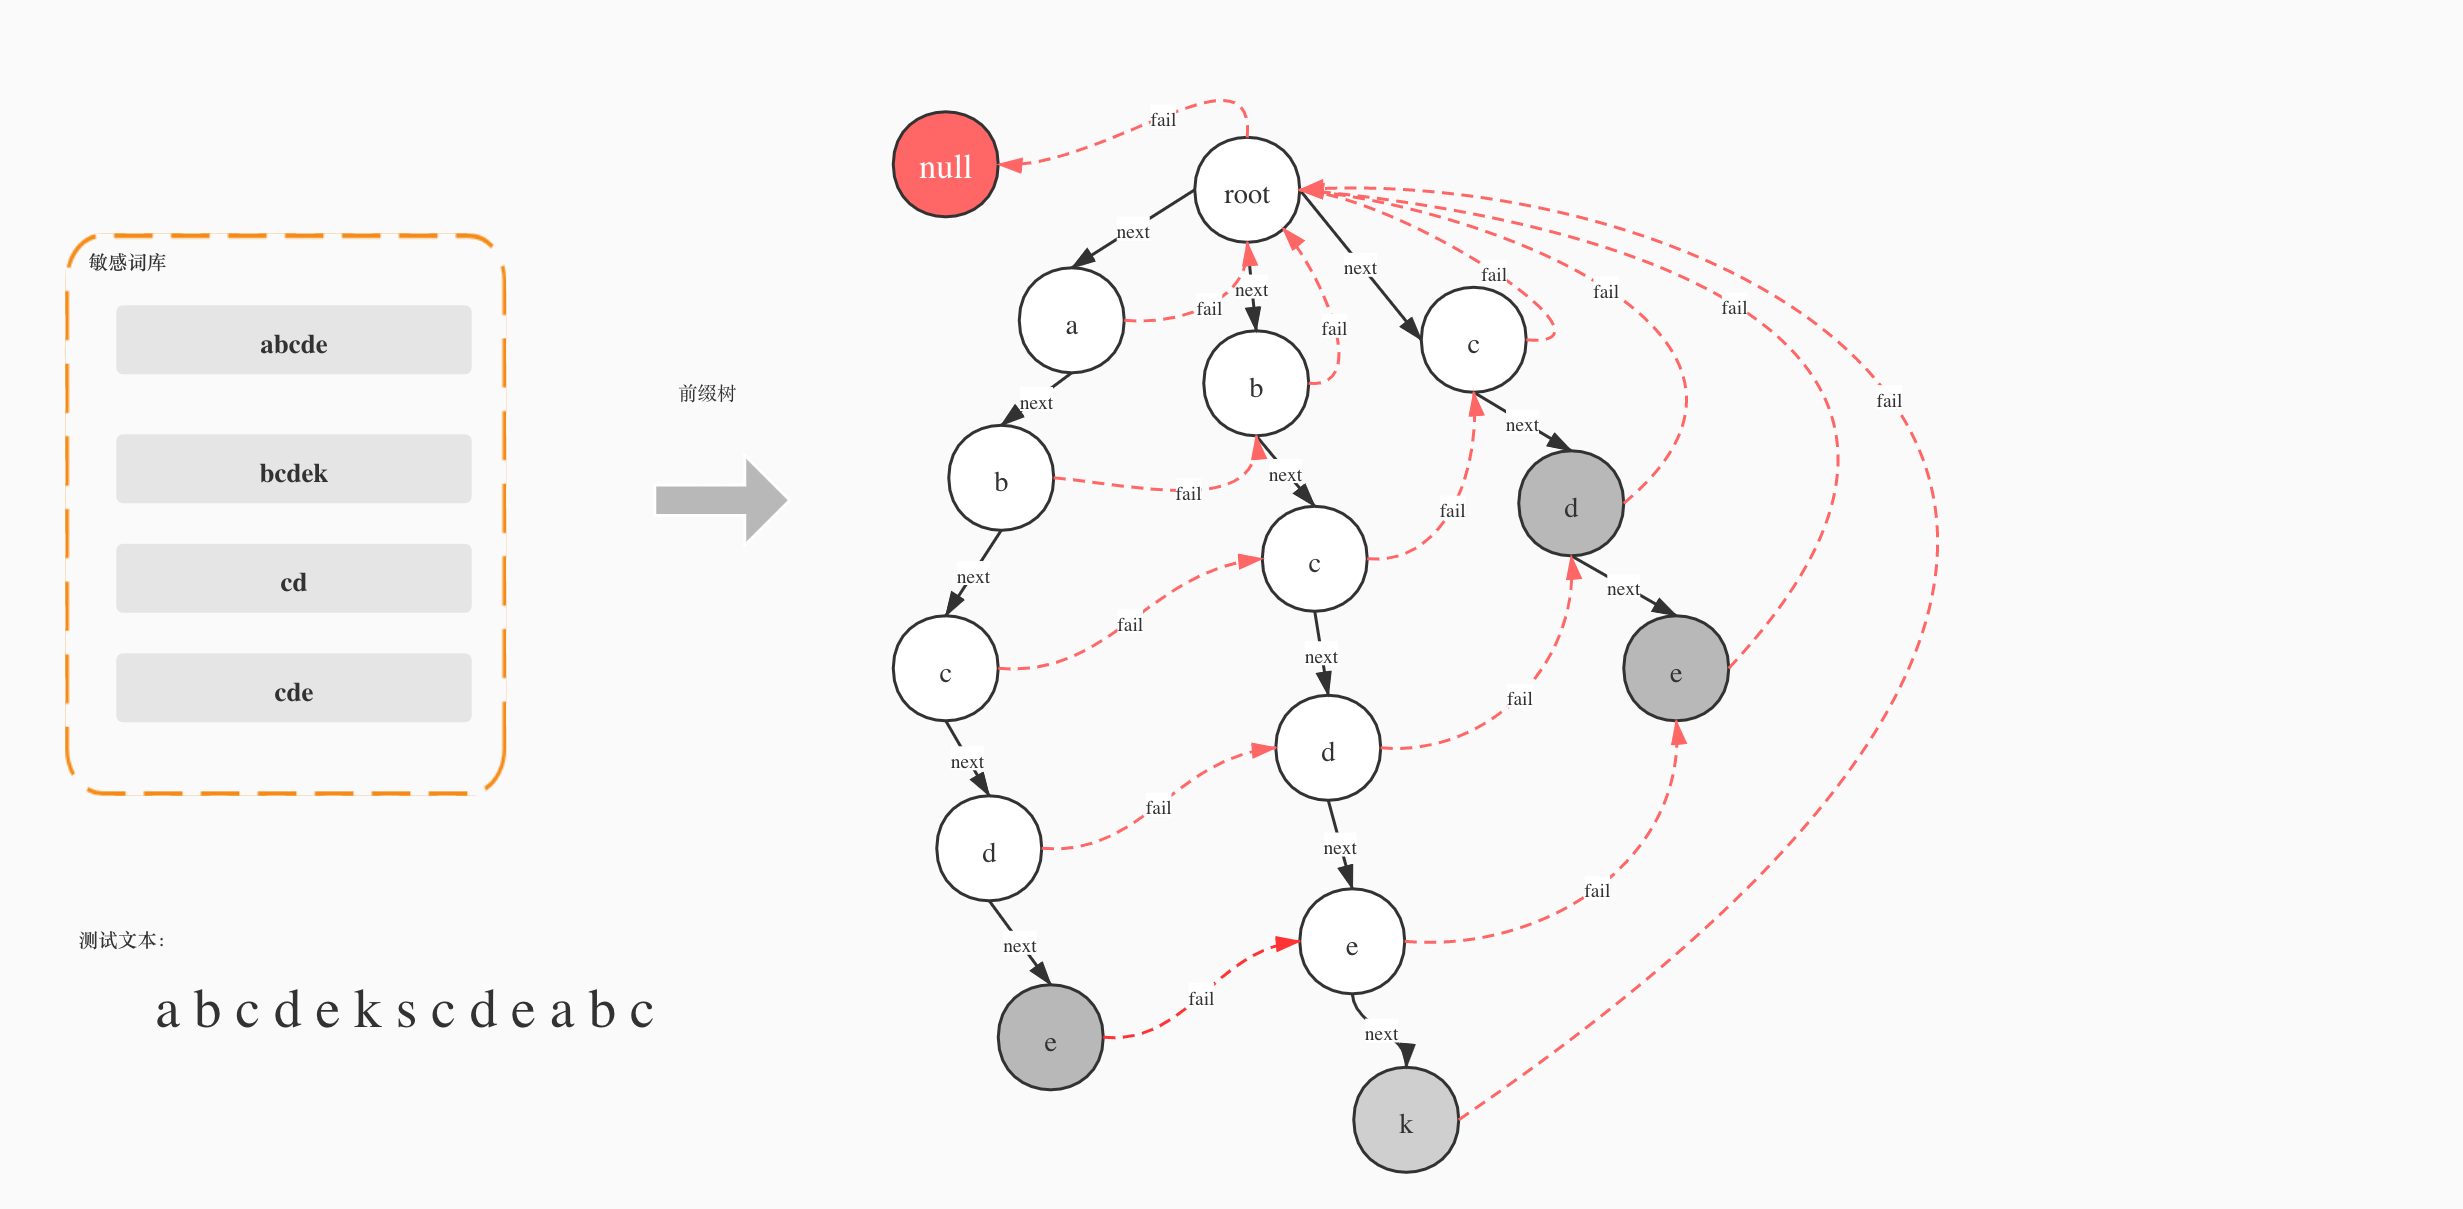 敏感词库
abcde
bcdek
cd
cde
测试文本：
a b c d e k s c d e a b c
前缀树
null
fail
root
next
next
next
a
fail
b
fail
c
fail
next
next
next
b
fail
c
fail
d
fail
next
next
next
c
fail
d
fail
e
fail
next
next
d
fail
e
fail
next
next
e
fail
k
fail